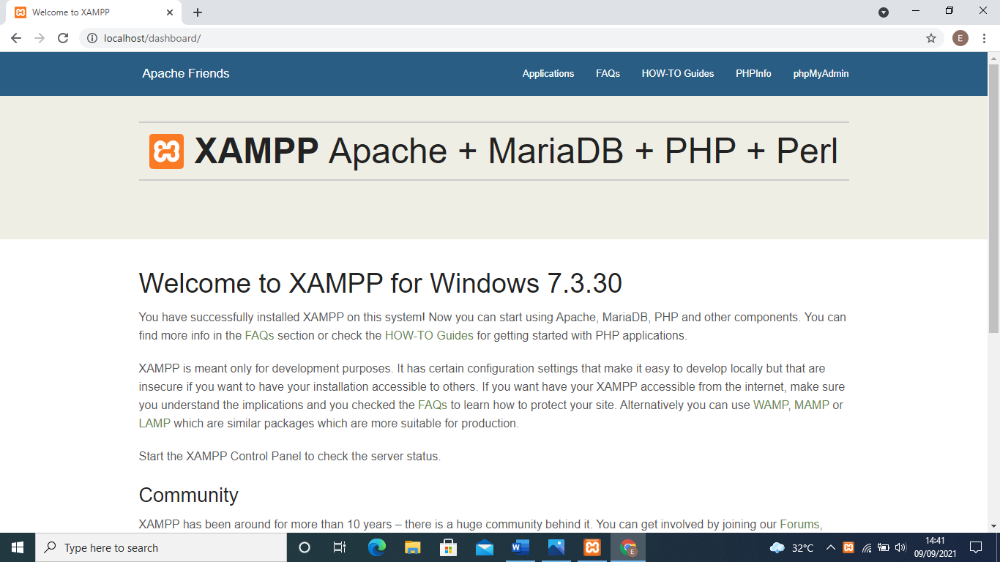 Welcome to XAMPP
localhost/dashboard/
E
Apache Friends
Applications
FAQs
HOW-TO Guides
PHPInfo
phpMyAdmin
XAMPP Apache + MariaDB + PHP + Perl
Welcome to XAMPP for Windows 7.3.30
You have successfully installed XAMPP on this system! Now you can start using Apache, MariaDB, PHP and other components. You can
find more info in the FAQs section or check the HOW-TO Guides for getting started with PHP applications.
XAMPP is meant only for development purposes. It has certain configuration settings that make it easy to develop locally but that are
insecure if you want to have your installation accessible to others. If you want have your XAMPP accessible from the internet, make sure
you understand the implications and you checked the FAQs to learn how to protect your site. Alternatively you can use WAMP, MAMP or
LAMP which are similar packages which are more suitable for production.
Start the XAMPP Control Panel to check the server status.
Community
XAMPP has been around for more than 10 years – there is a huge community behind it. You can get involved by joining our Forums,
Type here to search
W
E
32°C
14:41
09/09/2021